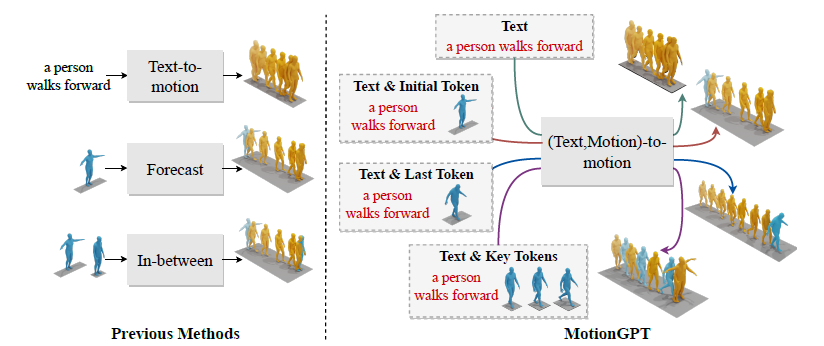 a person
walks forward
Text-to-
motion
Forecast
In-between
Previous Methods
Text
a person walks forward
Text & Initial Token
a person
walks forward
Text & Last Token
a person
walks forward
Text & Key Tokens
a person
walks forward
(Text,Motion)-to-
motion
MotionGPT